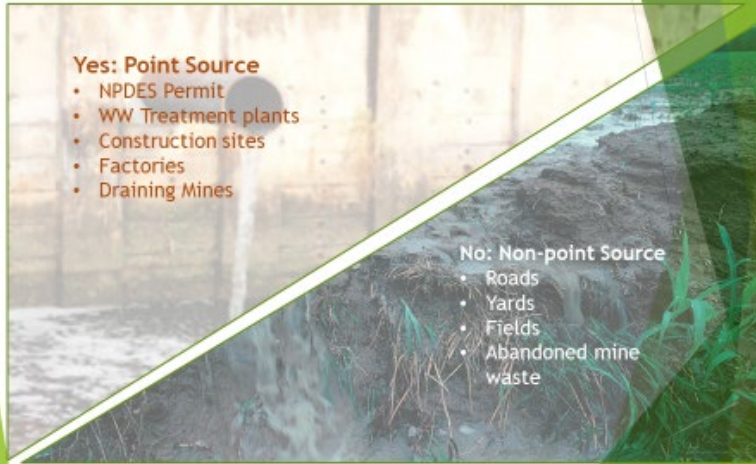 Yes: Point Source
• NPDES Permit
• WW Treatment plants
• Construction sites
• Factories
• Draining Mines
No: Non-point Source
• Roads
• Yards
• Fields
• Abandoned mine
waste